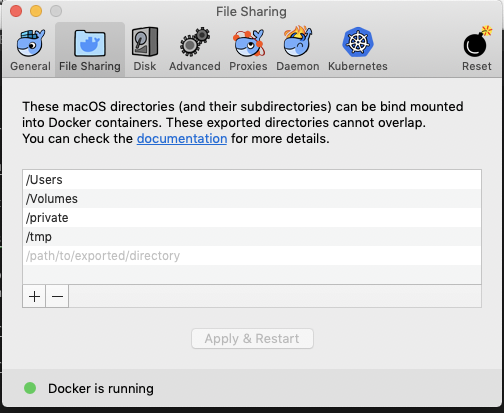 File Sharing
General
File Sharing
Disk
Advanced
Proxies
Daemon
Kubernetes
Reset
These macOS directories (and their subdirectories) can be bind mounted
into Docker containers. These exported directories cannot overlap.
You can check the documentation for more details.
/Users
/Volumes
/private
/tmp
/path/to/exported/directory
+ −
Apply & Restart
Docker is running